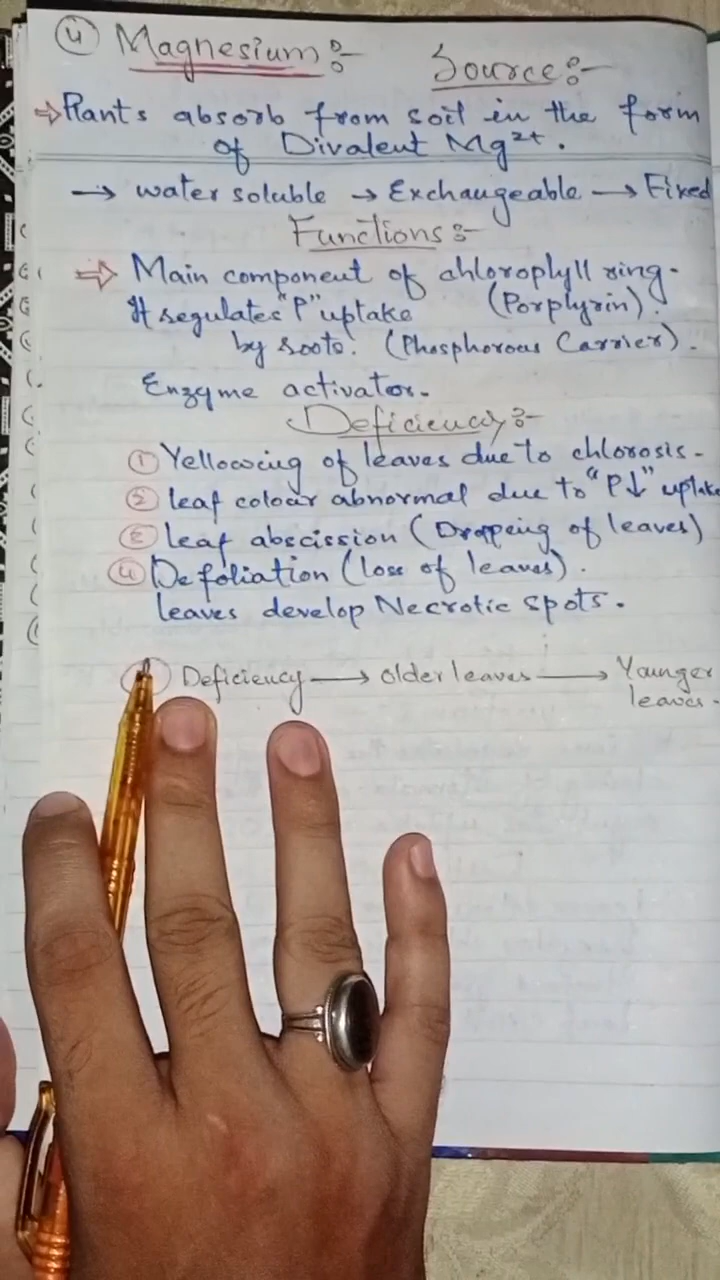 ④ Magnesium:- Source:-
⇒ Plants absorb from soil in the form
of Divalent Mg²⁺.
→ water soluble → Exchangeable → Fixed
Functions:-
⇒ Main component of chlorophyll ring.
It regulates "P" uptake (Porplyrin).
by roots. (Phosphorous Carrier).
Enzyme activator.
Deficiency:-
① Yellowing of leaves due to chlorosis.
② leaf colour abnormal due to "P↓" uptake
③ leaf abscission (Dropping of leaves)
④ Defoliation (loss of leaves).
leaves develop Necrotic spots.
Deficiency → older leaves → Younger
leaves.